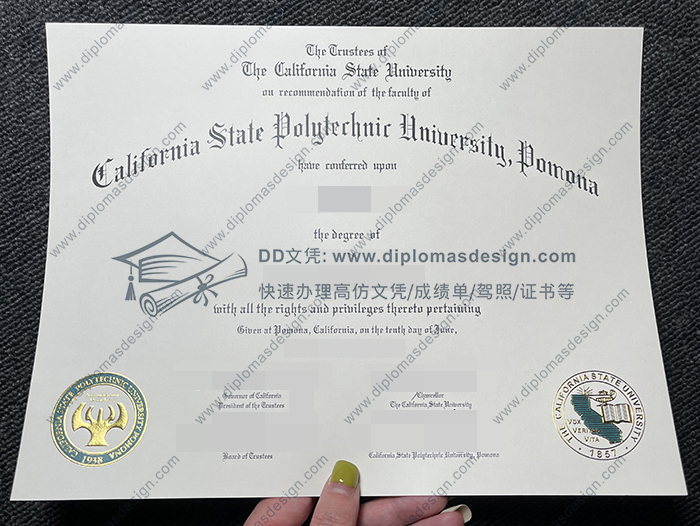 The Trustees of
The California State University
on recommendation of the faculty of
California State Polytechnic University, Pomona
have conferred upon
the degree of
DD文凭: www.diplomasdesign.com
快速办理高仿文凭/成绩单/驾照/证书等
with all the rights and privileges thereto pertaining
Given at Pomona, California, on the tenth day of June,
Governor of California
President of the Trustees
/Chancellor
The California State University
Board of Trustees
California State Polytechnic University, Pomona
CALIFORNIA STATE POLYTECHNIC UNIVERSITY POMONA
1938
THE CALIFORNIA STATE UNIVERSITY
VOX
VERITAS
VITA
1857
www.diplomasdesign.com